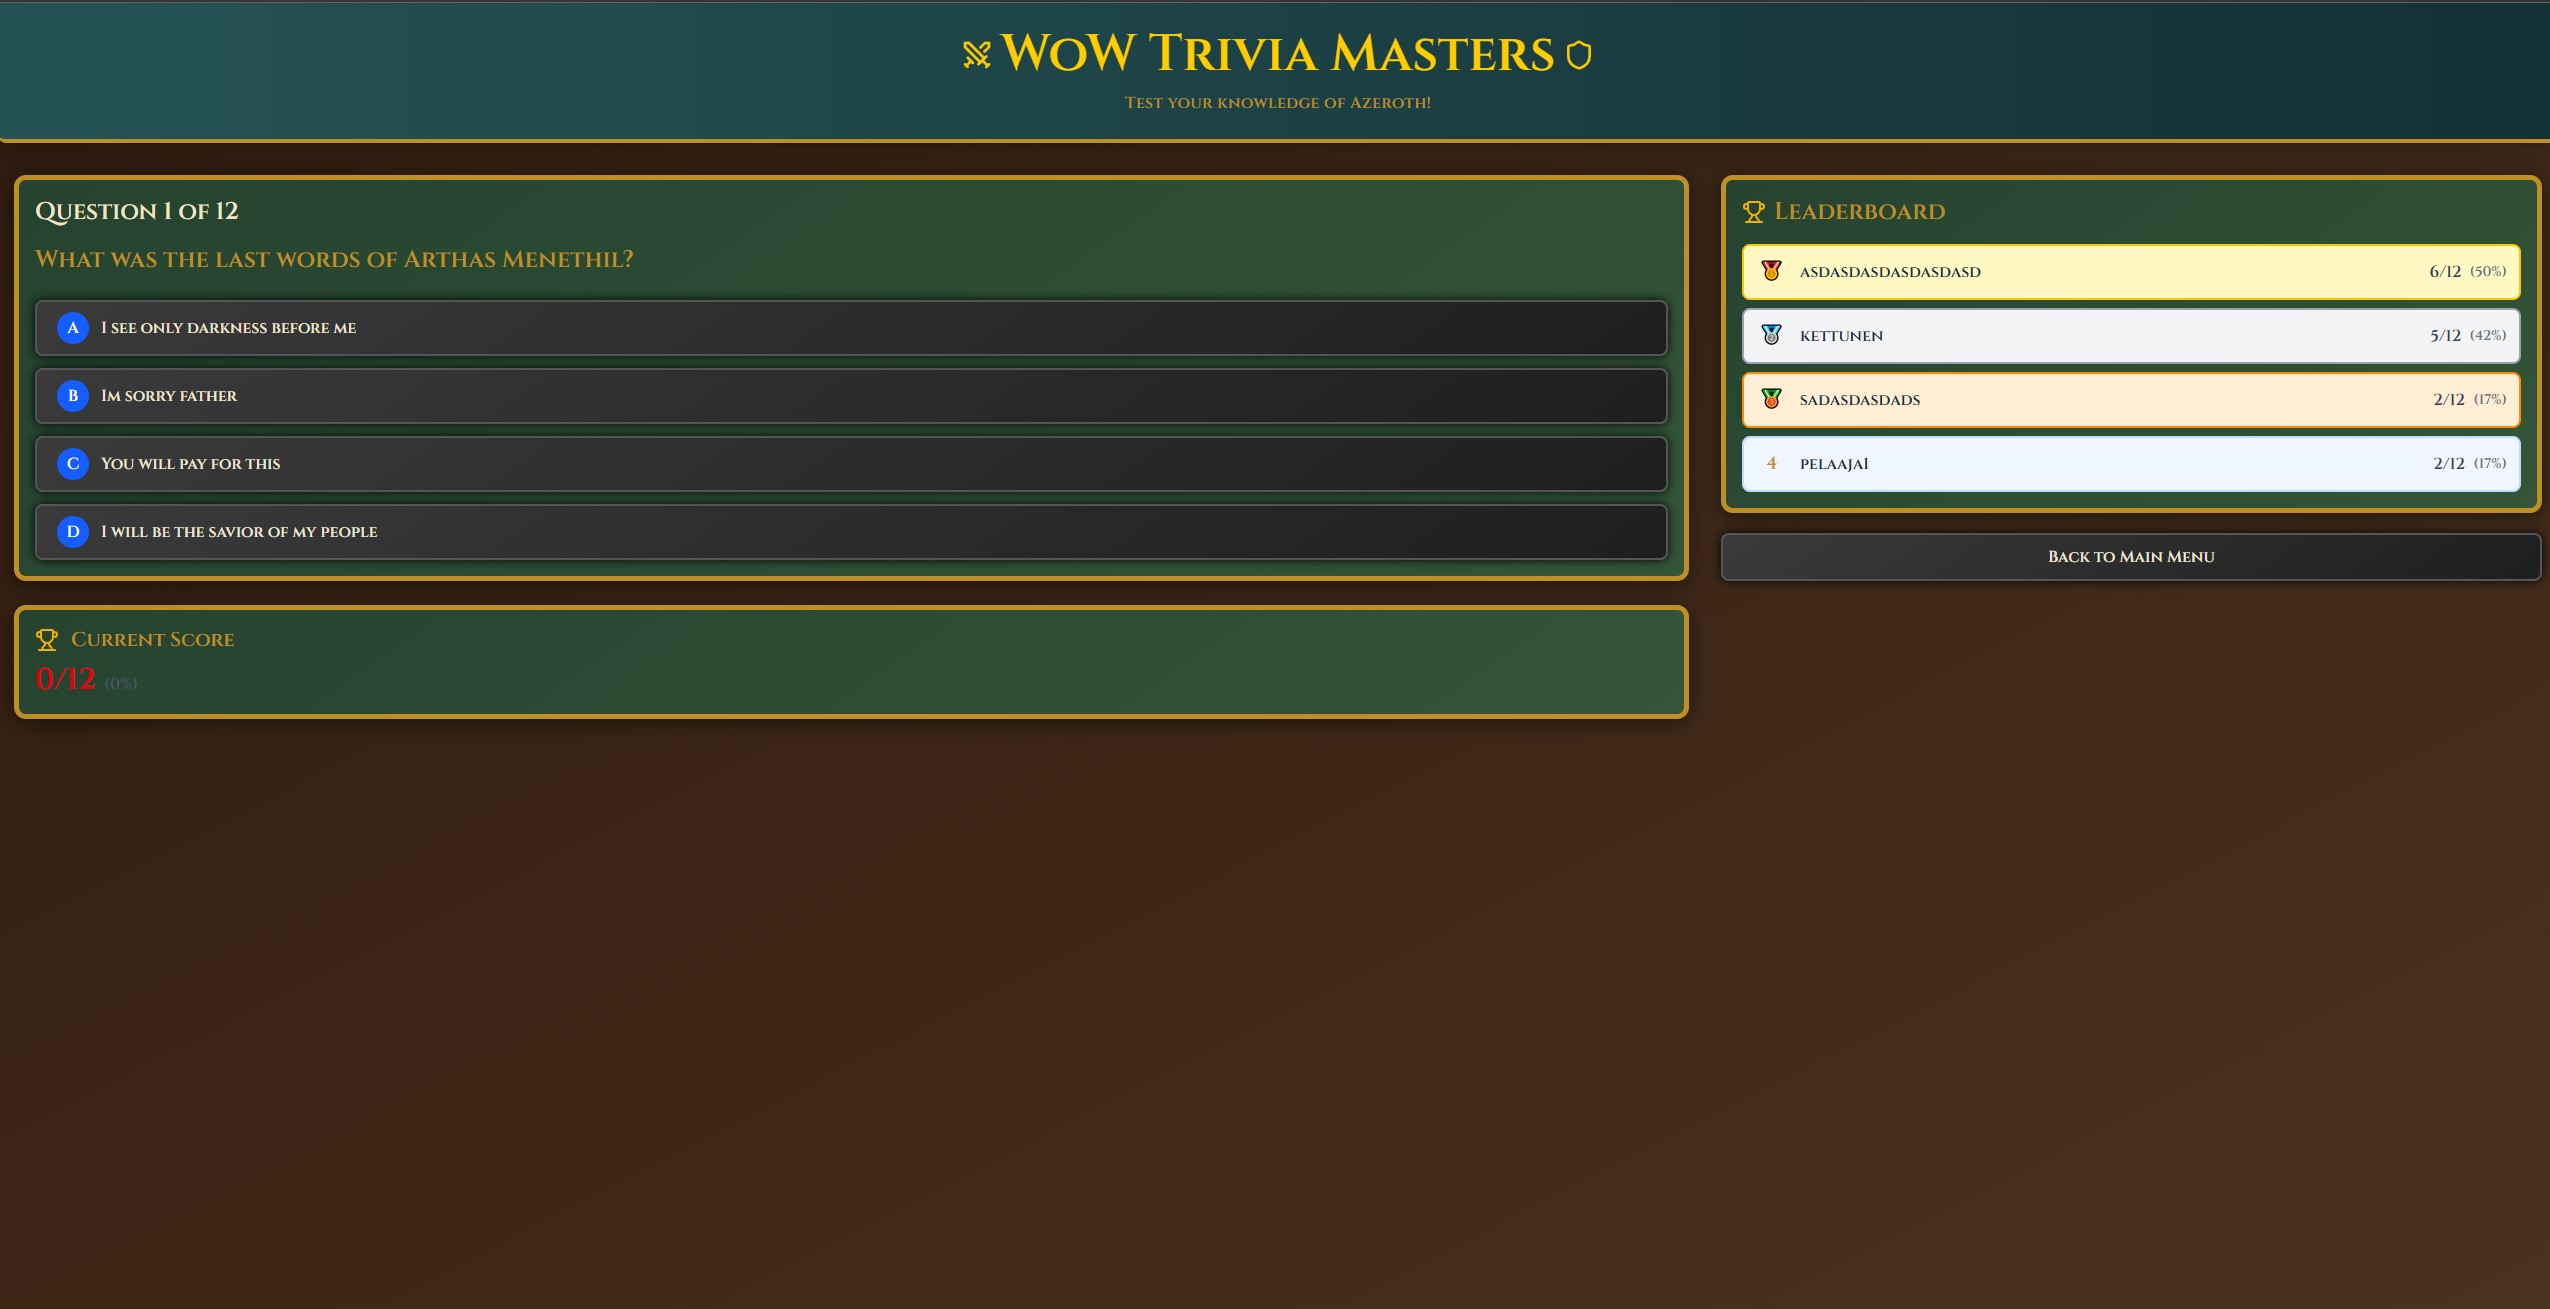 WoW Trivia Masters
Test your knowledge of Azeroth!
Question 1 of 12
What was the last words of Arthas Menethil?
A I see only darkness before me
B Im sorry father
C You will pay for this
D I will be the savior of my people
Current Score
0/12 (0%)
Leaderboard
asdasdasdasdasdasd 6/12 (50%)
kettunen 5/12 (42%)
sadasdasdads 2/12 (17%)
4 pelaaja1 2/12 (17%)
Back to Main Menu